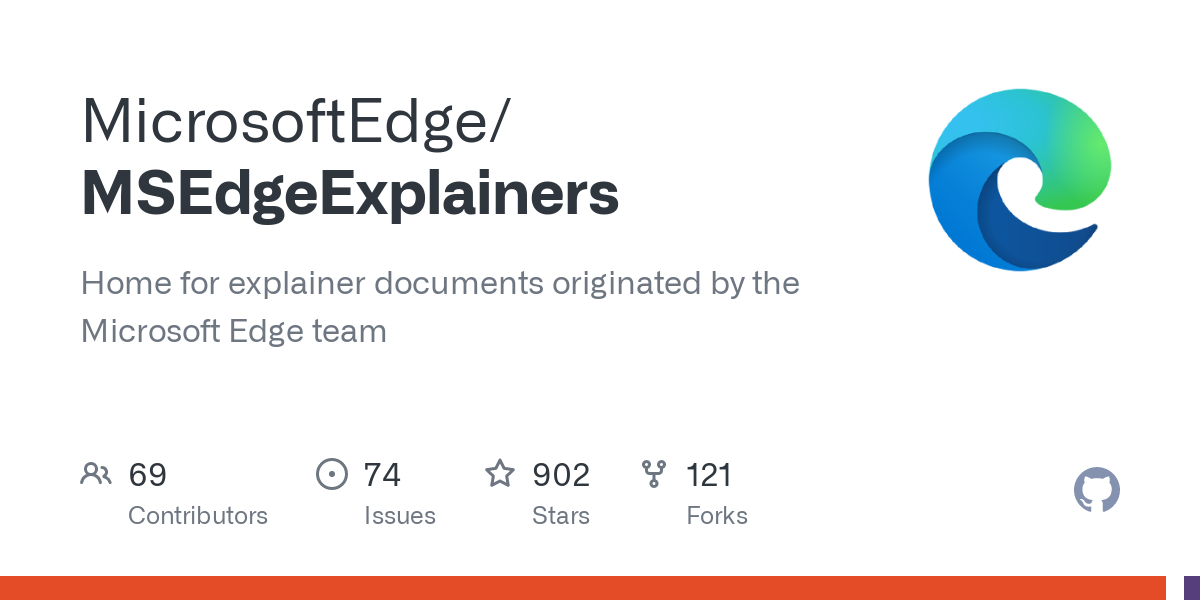 MicrosoftEdge/
MSEdgeExplainers
Home for explainer documents originated by the
Microsoft Edge team
69
Contributors
74
Issues
902
Stars
121
Forks